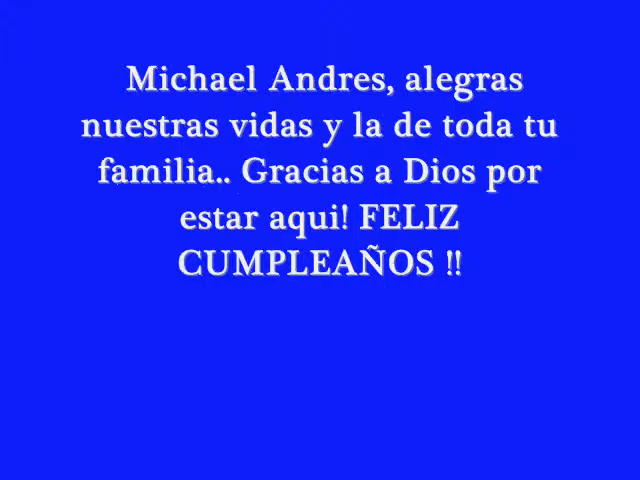 Michael Andres, alegras
nuestras vidas y la de toda tu
familia.. Gracias a Dios por
estar aqui! FELIZ
CUMPLEAÑOS !!